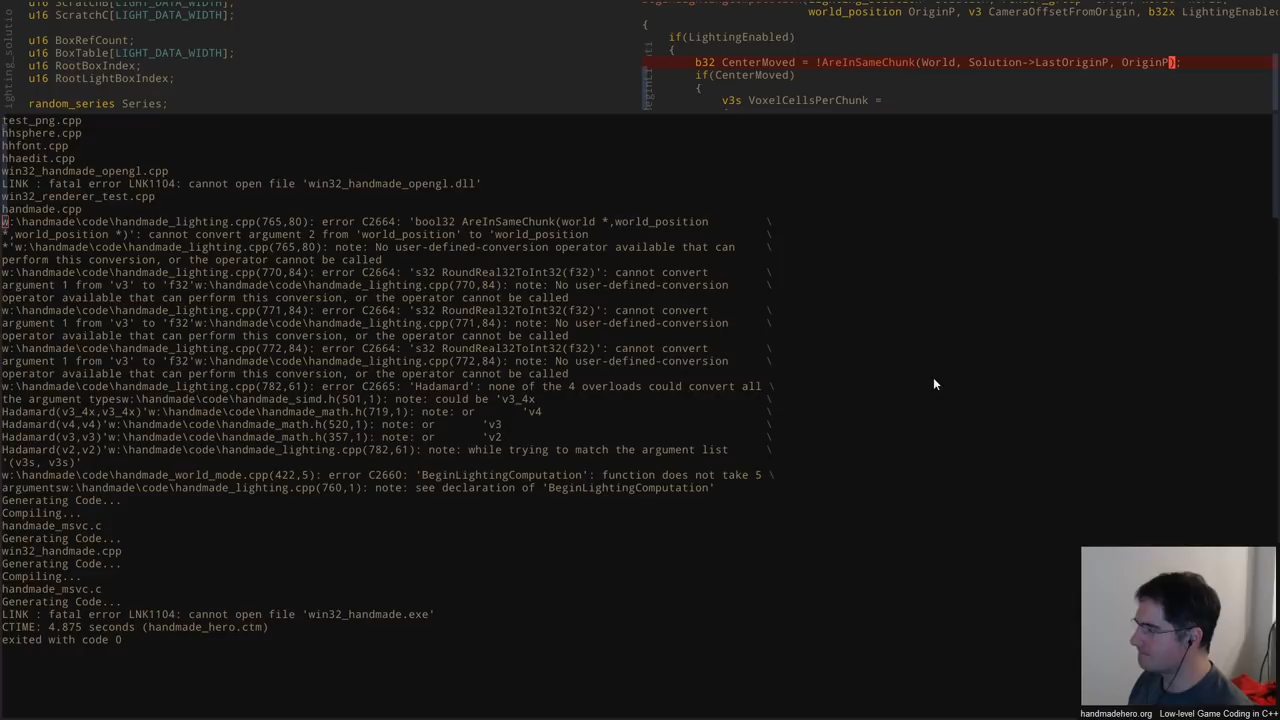 u16 ScratchB[LIGHT_DATA_WIDTH];
u16 ScratchC[LIGHT_DATA_WIDTH];
u16 BoxRefCount;
u16 BoxTable[LIGHT_DATA_WIDTH];
u16 RootBoxIndex;
u16 RootLightBoxIndex;
random_series Series;
world_position OriginP, v3 CameraOffsetFromOrigin, b32x LightingEnabled
{
if(LightingEnabled)
{
b32 CenterMoved = !AreInSameChunk(World, Solution->LastOriginP, OriginP);
if(CenterMoved)
{
v3s VoxelCellsPerChunk =
test_png.cpp
hhsphere.cpp
hhfont.cpp
hhaedit.cpp
win32_handmade_opengl.cpp
LINK : fatal error LNK1104: cannot open file 'win32_handmade_opengl.dll'
win32_renderer_test.cpp
handmade.cpp
w:\handmade\code\handmade_lighting.cpp(765,80): error C2664: 'bool32 AreInSameChunk(world *,world_position \
*,world_position *)': cannot convert argument 2 from 'world_position' to 'world_position
*'w:\handmade\code\handmade_lighting.cpp(765,80): note: No user-defined-conversion operator available that can \
perform this conversion, or the operator cannot be called
w:\handmade\code\handmade_lighting.cpp(770,84): error C2664: 's32 RoundReal32ToInt32(f32)': cannot convert \
argument 1 from 'v3' to 'f32'w:\handmade\code\handmade_lighting.cpp(770,84): note: No user-defined-conversion \
operator available that can perform this conversion, or the operator cannot be called
w:\handmade\code\handmade_lighting.cpp(771,84): error C2664: 's32 RoundReal32ToInt32(f32)': cannot convert \
argument 1 from 'v3' to 'f32'w:\handmade\code\handmade_lighting.cpp(771,84): note: No user-defined-conversion \
operator available that can perform this conversion, or the operator cannot be called
w:\handmade\code\handmade_lighting.cpp(772,84): error C2664: 's32 RoundReal32ToInt32(f32)': cannot convert \
argument 1 from 'v3' to 'f32'w:\handmade\code\handmade_lighting.cpp(772,84): note: No user-defined-conversion \
operator available that can perform this conversion, or the operator cannot be called
w:\handmade\code\handmade_lighting.cpp(782,61): error C2665: 'Hadamard': none of the 4 overloads could convert all \
the argument typesw:\handmade\code\handmade_simd.h(501,1): note: could be 'v3_4x \
Hadamard(v3_4x,v3_4x)'w:\handmade\code\handmade_math.h(719,1): note: or 'v4 \
Hadamard(v4,v4)'w:\handmade\code\handmade_math.h(520,1): note: or 'v3 \
Hadamard(v3,v3)'w:\handmade\code\handmade_math.h(357,1): note: or 'v2 \
Hadamard(v2,v2)'w:\handmade\code\handmade_lighting.cpp(782,61): note: while trying to match the argument list \
'(v3s, v3s)'
w:\handmade\code\handmade_world_mode.cpp(422,5): error C2660: 'BeginLightingComputation': function does not take 5 \
argumentsw:\handmade\code\handmade_lighting.cpp(760,1): note: see declaration of 'BeginLightingComputation'
Generating Code...
Compiling...
handmade_msvc.c
Generating Code...
win32_handmade.cpp
Generating Code...
Compiling...
handmade_msvc.c
Generating Code...
LINK : fatal error LNK1104: cannot open file 'win32_handmade.exe'
CTIME: 4.875 seconds (handmade_hero.ctm)
exited with code 0
handmadehero.org | Low-level Game Coding in C++